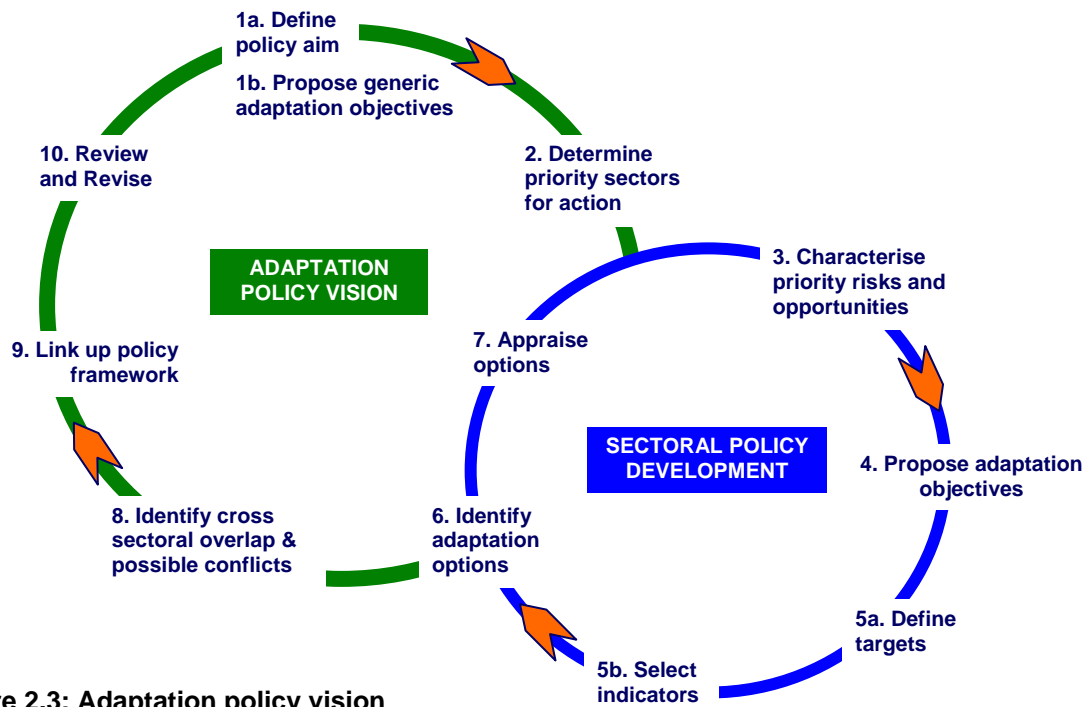 1a. Define
policy aim
1b. Propose generic
adaptation objectives
2. Determine
priority sectors
for action
3. Characterise
priority risks and
opportunities
4. Propose adaptation
objectives
5a. Define
targets
5b. Select
indicators
6. Identify
adaptation
options
7. Appraise
options
8. Identify cross
sectoral overlap &
possible conflicts
9. Link up policy
framework
10. Review
and Revise
ADAPTATION
POLICY VISION
SECTORAL POLICY
DEVELOPMENT
2.3: Adaptation policy vision